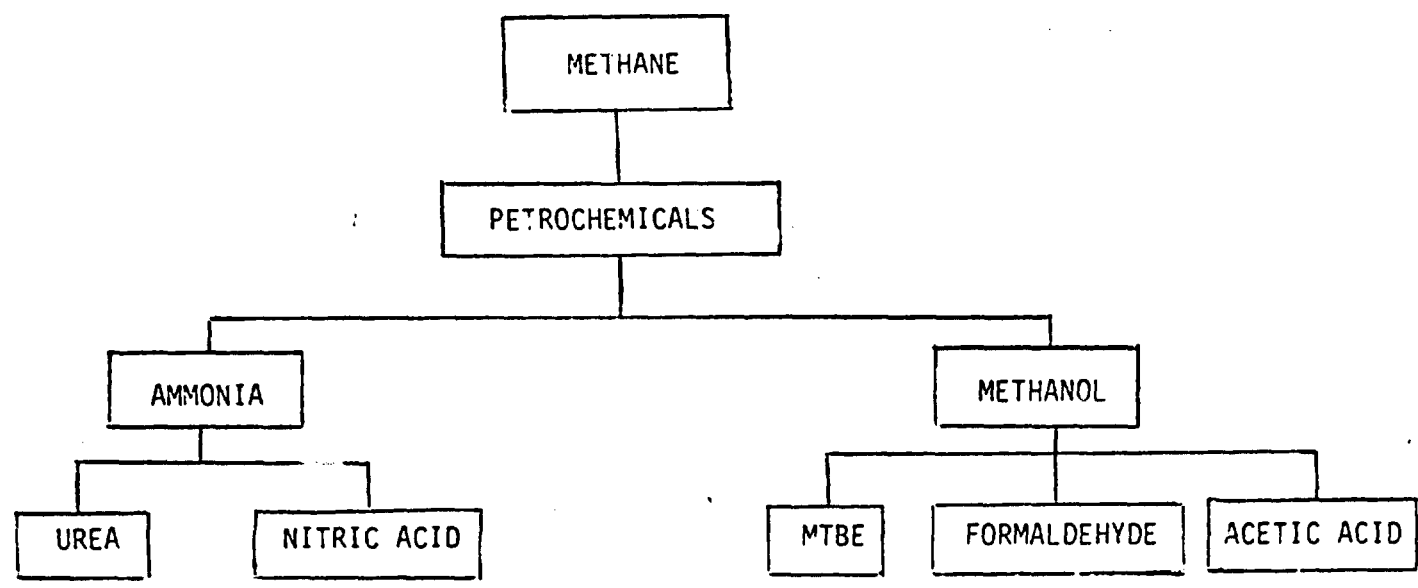 METHANE
PETROCHEMICALS
AMMONIA
METHANOL
UREA
NITRIC ACID
MTBE
FORMALDEHYDE
ACETIC ACID